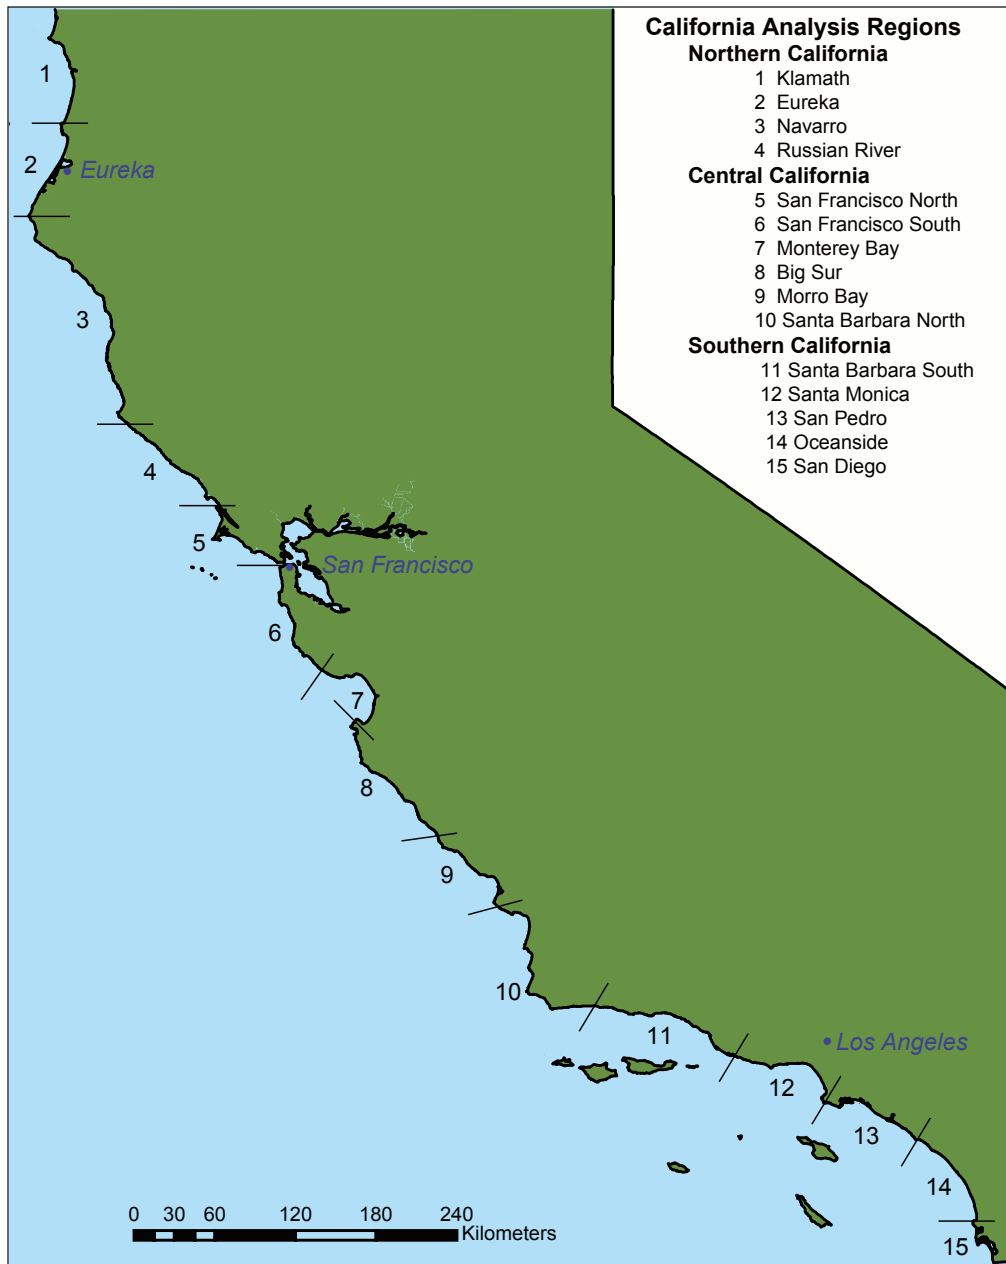 California Analysis Regions
Northern California
1 Klamath
2 Eureka
3 Navarro
4 Russian River
Central California
5 San Francisco North
6 San Francisco South
7 Monterey Bay
8 Big Sur
9 Morro Bay
10 Santa Barbara North
Southern California
11 Santa Barbara South
12 Santa Monica
13 San Pedro
14 Oceanside
15 San Diego
1
2
Eureka
3
4
5
San Francisco
6
7
8
9
10
11
Los Angeles
12
13
14
15
0 30 60 120 180 240
Kilometers